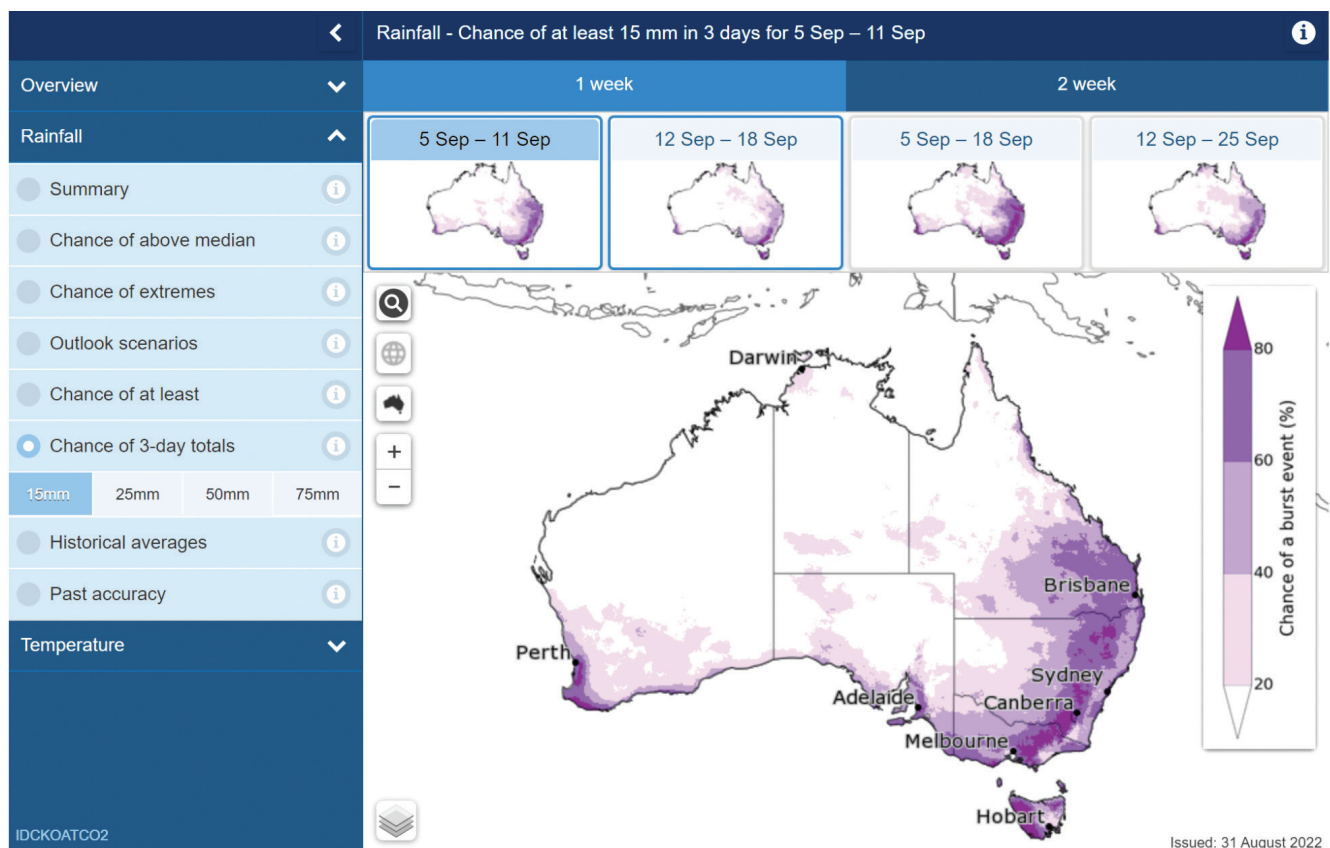 Rainfall - Chance of at least 15 mm in 3 days for 5 Sep – 11 Sep
Overview
Rainfall
Summary
Chance of above median
Chance of extremes
Outlook scenarios
Chance of at least
Chance of 3-day totals
15mm 25mm 50mm 75mm
Historical averages
Past accuracy
Temperature
IDCKOATCO2
1 week 2 week
5 Sep – 11 Sep 12 Sep – 18 Sep 5 Sep – 18 Sep 12 Sep – 25 Sep
+
−
Darwin
Brisbane
Perth
Sydney
Adelaide
Canberra
Melbourne
Hobart
80
60
40
20
Chance of a burst event (%)
Issued: 31 August 2022